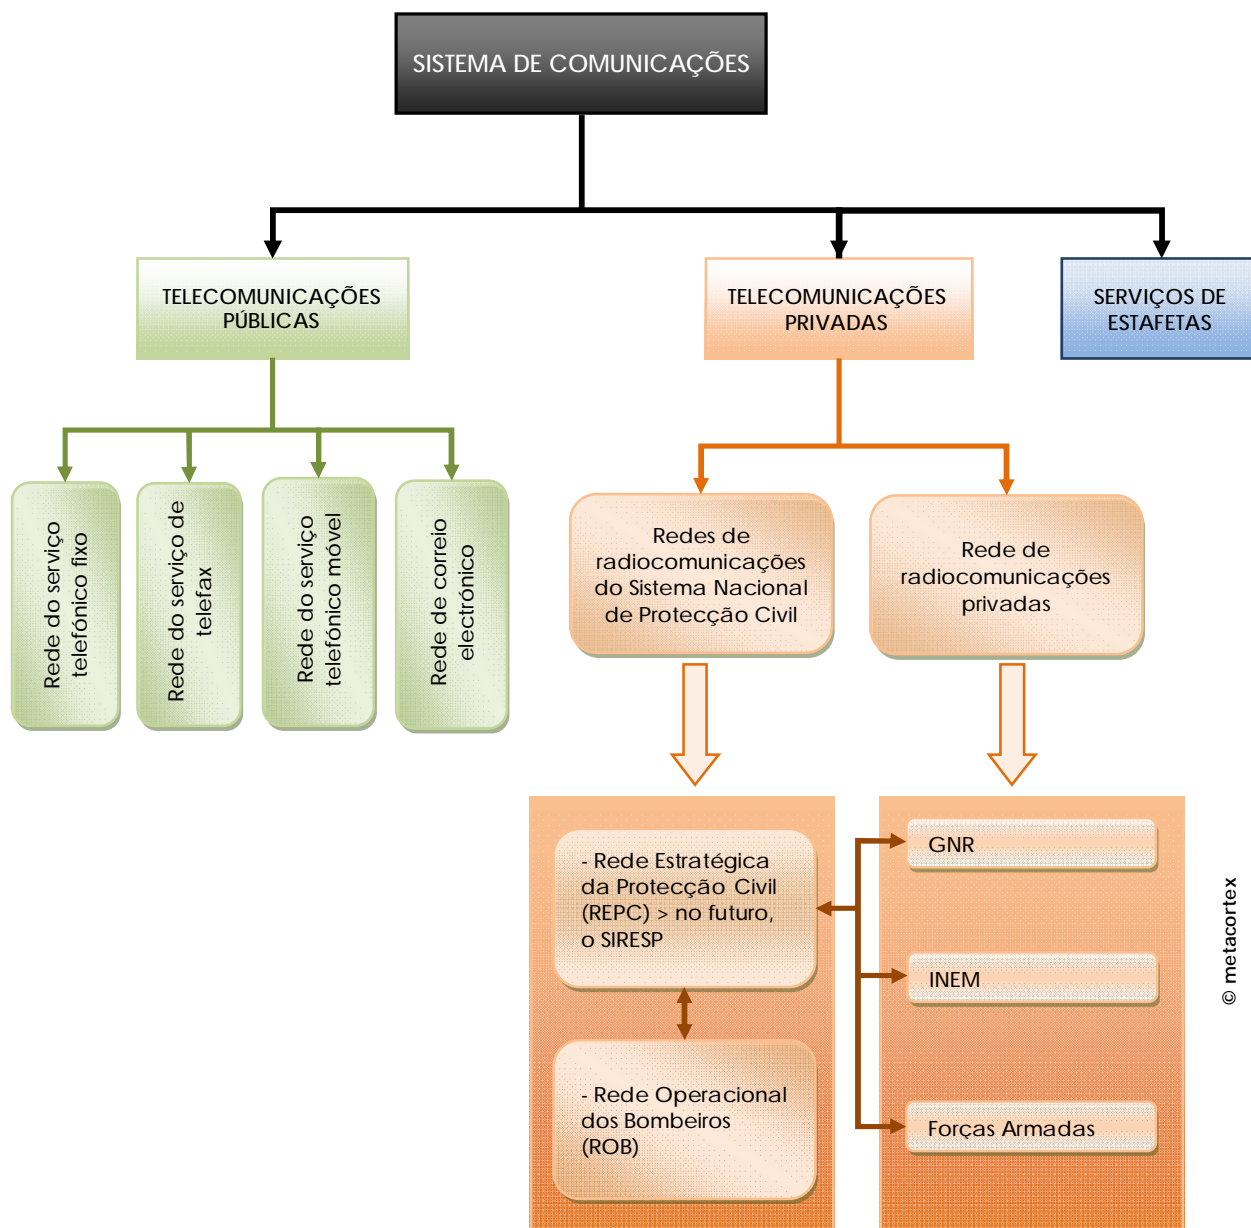 SISTEMA DE COMUNICAÇÕES
TELECOMUNICAÇÕES
PÚBLICAS
TELECOMUNICAÇÕES
PRIVADAS
SERVIÇOS DE
ESTAFETAS
Rede do serviço
telefónico fixo
Rede do serviço de
telefax
Rede do serviço
telefónico móvel
Rede de correio
electrónico
Redes de
radiocomunicações
do Sistema Nacional
de Protecção Civil
Rede de
radiocomunicações
privadas
- Rede Estratégica
da Protecção Civil
(REPC) > no futuro,
o SIRESP
- Rede Operacional
dos Bombeiros
(ROB)
GNR
INEM
Forças Armadas
© metacortex